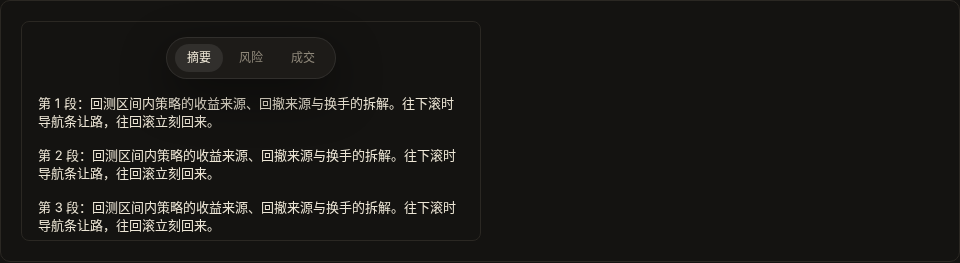 摘要 风险 成交
第 1 段：回测区间内策略的收益来源、回撤来源与换手的拆解。往下滚时
导航条让路，往回滚立刻回来。
第 2 段：回测区间内策略的收益来源、回撤来源与换手的拆解。往下滚时
导航条让路，往回滚立刻回来。
第 3 段：回测区间内策略的收益来源、回撤来源与换手的拆解。往下滚时
导航条让路，往回滚立刻回来。